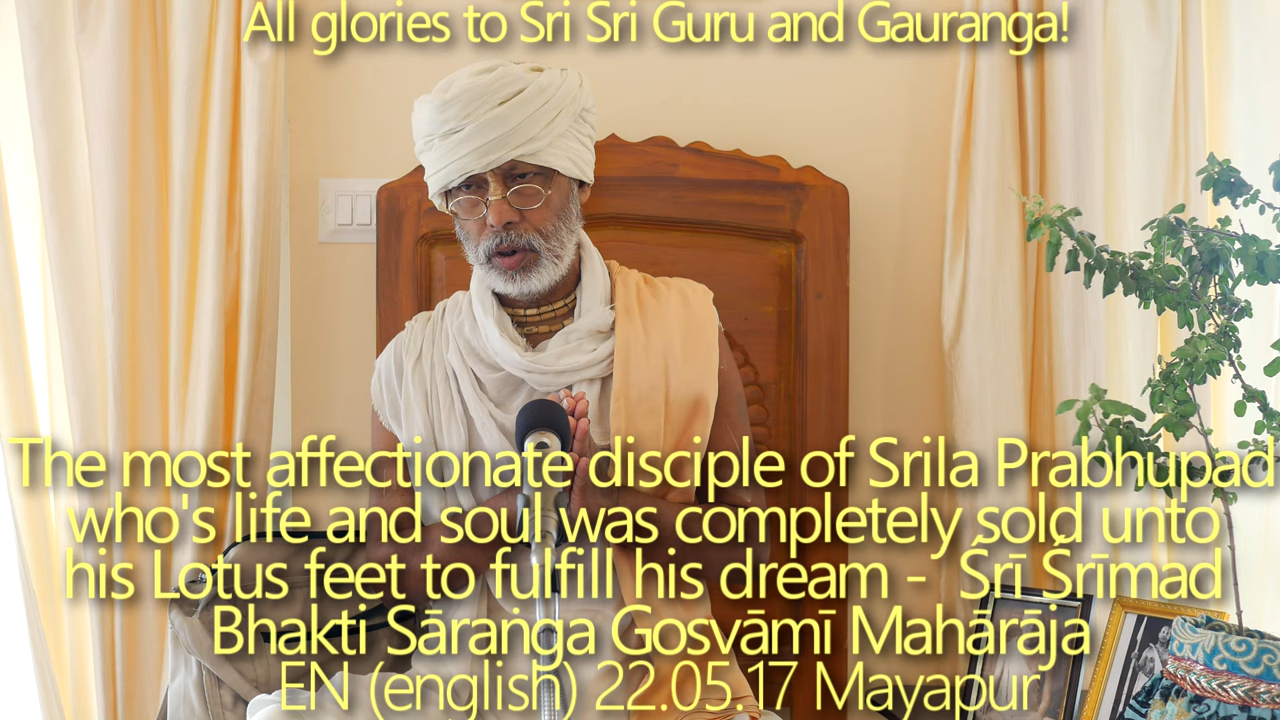 All glories to Sri Sri Guru and Gauranga!
The most affectionate disciple of Srila Prabhupad
who's life and soul was completely sold unto
his Lotus feet to fulfill his dream - Śrī Śrīmad
Bhakti Sāraṅga Gosvāmī Mahārāja
EN (english) 22.05.17 Mayapur